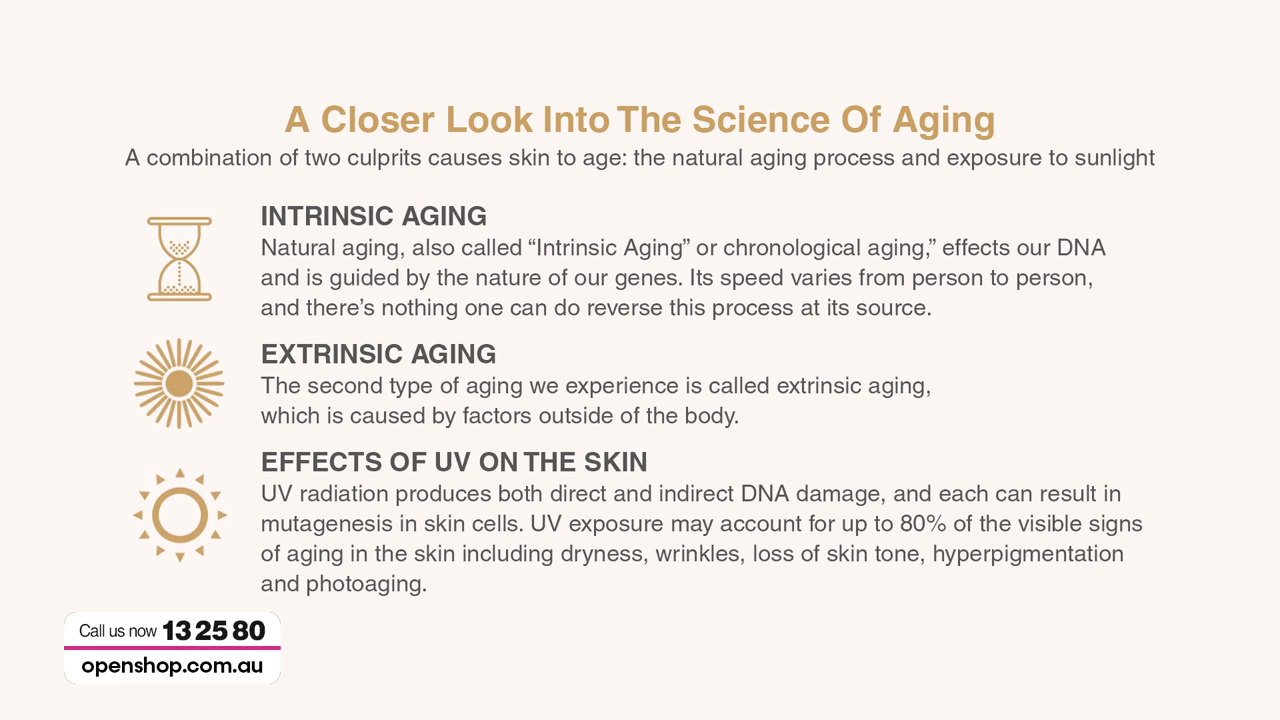 A Closer Look Into The Science Of Aging
A combination of two culprits causes skin to age: the natural aging process and exposure to sunlight
INTRINSIC AGING
Natural aging, also called “Intrinsic Aging” or chronological aging,” effects our DNA
and is guided by the nature of our genes. Its speed varies from person to person,
and there’s nothing one can do reverse this process at its source.
EXTRINSIC AGING
The second type of aging we experience is called extrinsic aging,
which is caused by factors outside of the body.
EFFECTS OF UV ON THE SKIN
UV radiation produces both direct and indirect DNA damage, and each can result in
mutagenesis in skin cells. UV exposure may account for up to 80% of the visible signs
of aging in the skin including dryness, wrinkles, loss of skin tone, hyperpigmentation
and photoaging.
Call us now 13 25 80
openshop.com.au